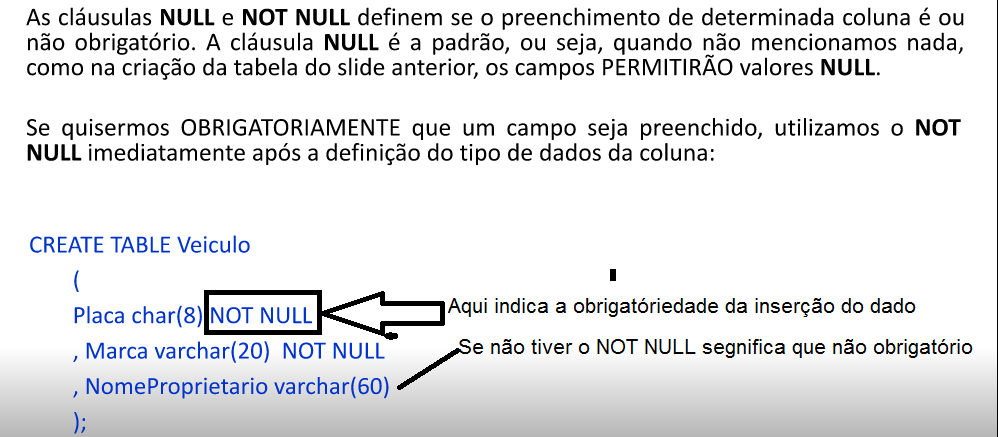 As cláusulas NULL e NOT NULL definem se o preenchimento de determinada coluna é ou
não obrigatório. A cláusula NULL é a padrão, ou seja, quando não mencionamos nada,
como na criação da tabela do slide anterior, os campos PERMITIRÃO valores NULL.
Se quisermos OBRIGATORIAMENTE que um campo seja preenchido, utilizamos o NOT
NULL imediatamente após a definição do tipo de dados da coluna:
CREATE TABLE Veiculo
(
Placa char(8) NOT NULL
Aqui indica a obrigatóriedade da inserção do dado
, Marca varchar(20) NOT NULL
Se não tiver o NOT NULL segnifica que não obrigatório
, NomeProprietario varchar(60)
);